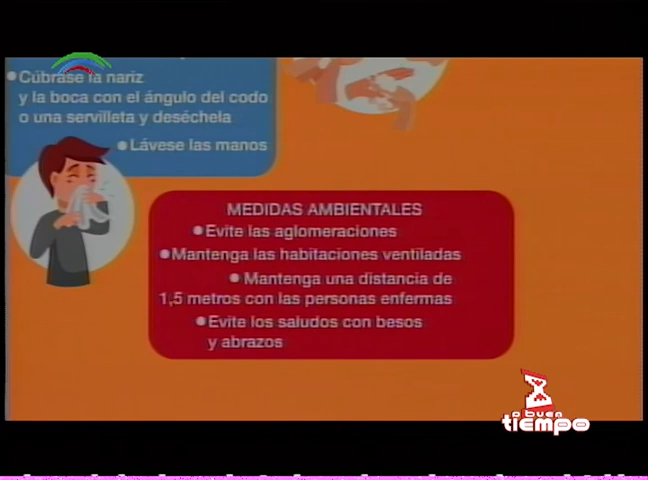 Cúbrase la nariz
y la boca con el ángulo del codo
o una servilleta y deséchela
Lávese las manos
MEDIDAS AMBIENTALES
Evite las aglomeraciones
Mantenga las habitaciones ventiladas
Mantenga una distancia de
1,5 metros con las personas enfermas
Evite los saludos con besos
y abrazos
a buen
tiempo